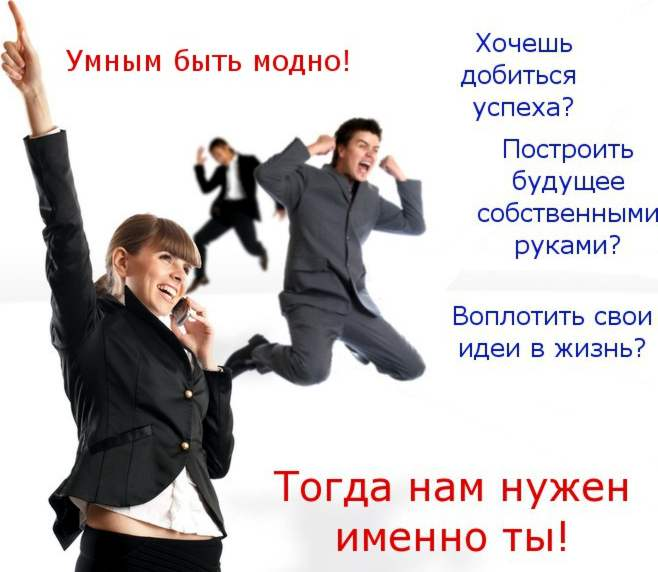 Умным быть модно!
Хочешь
добиться
успеха?
Построить
будущее
собственными
руками?
Воплотить свои
идеи в жизнь?
Тогда нам нужен
именно ты!